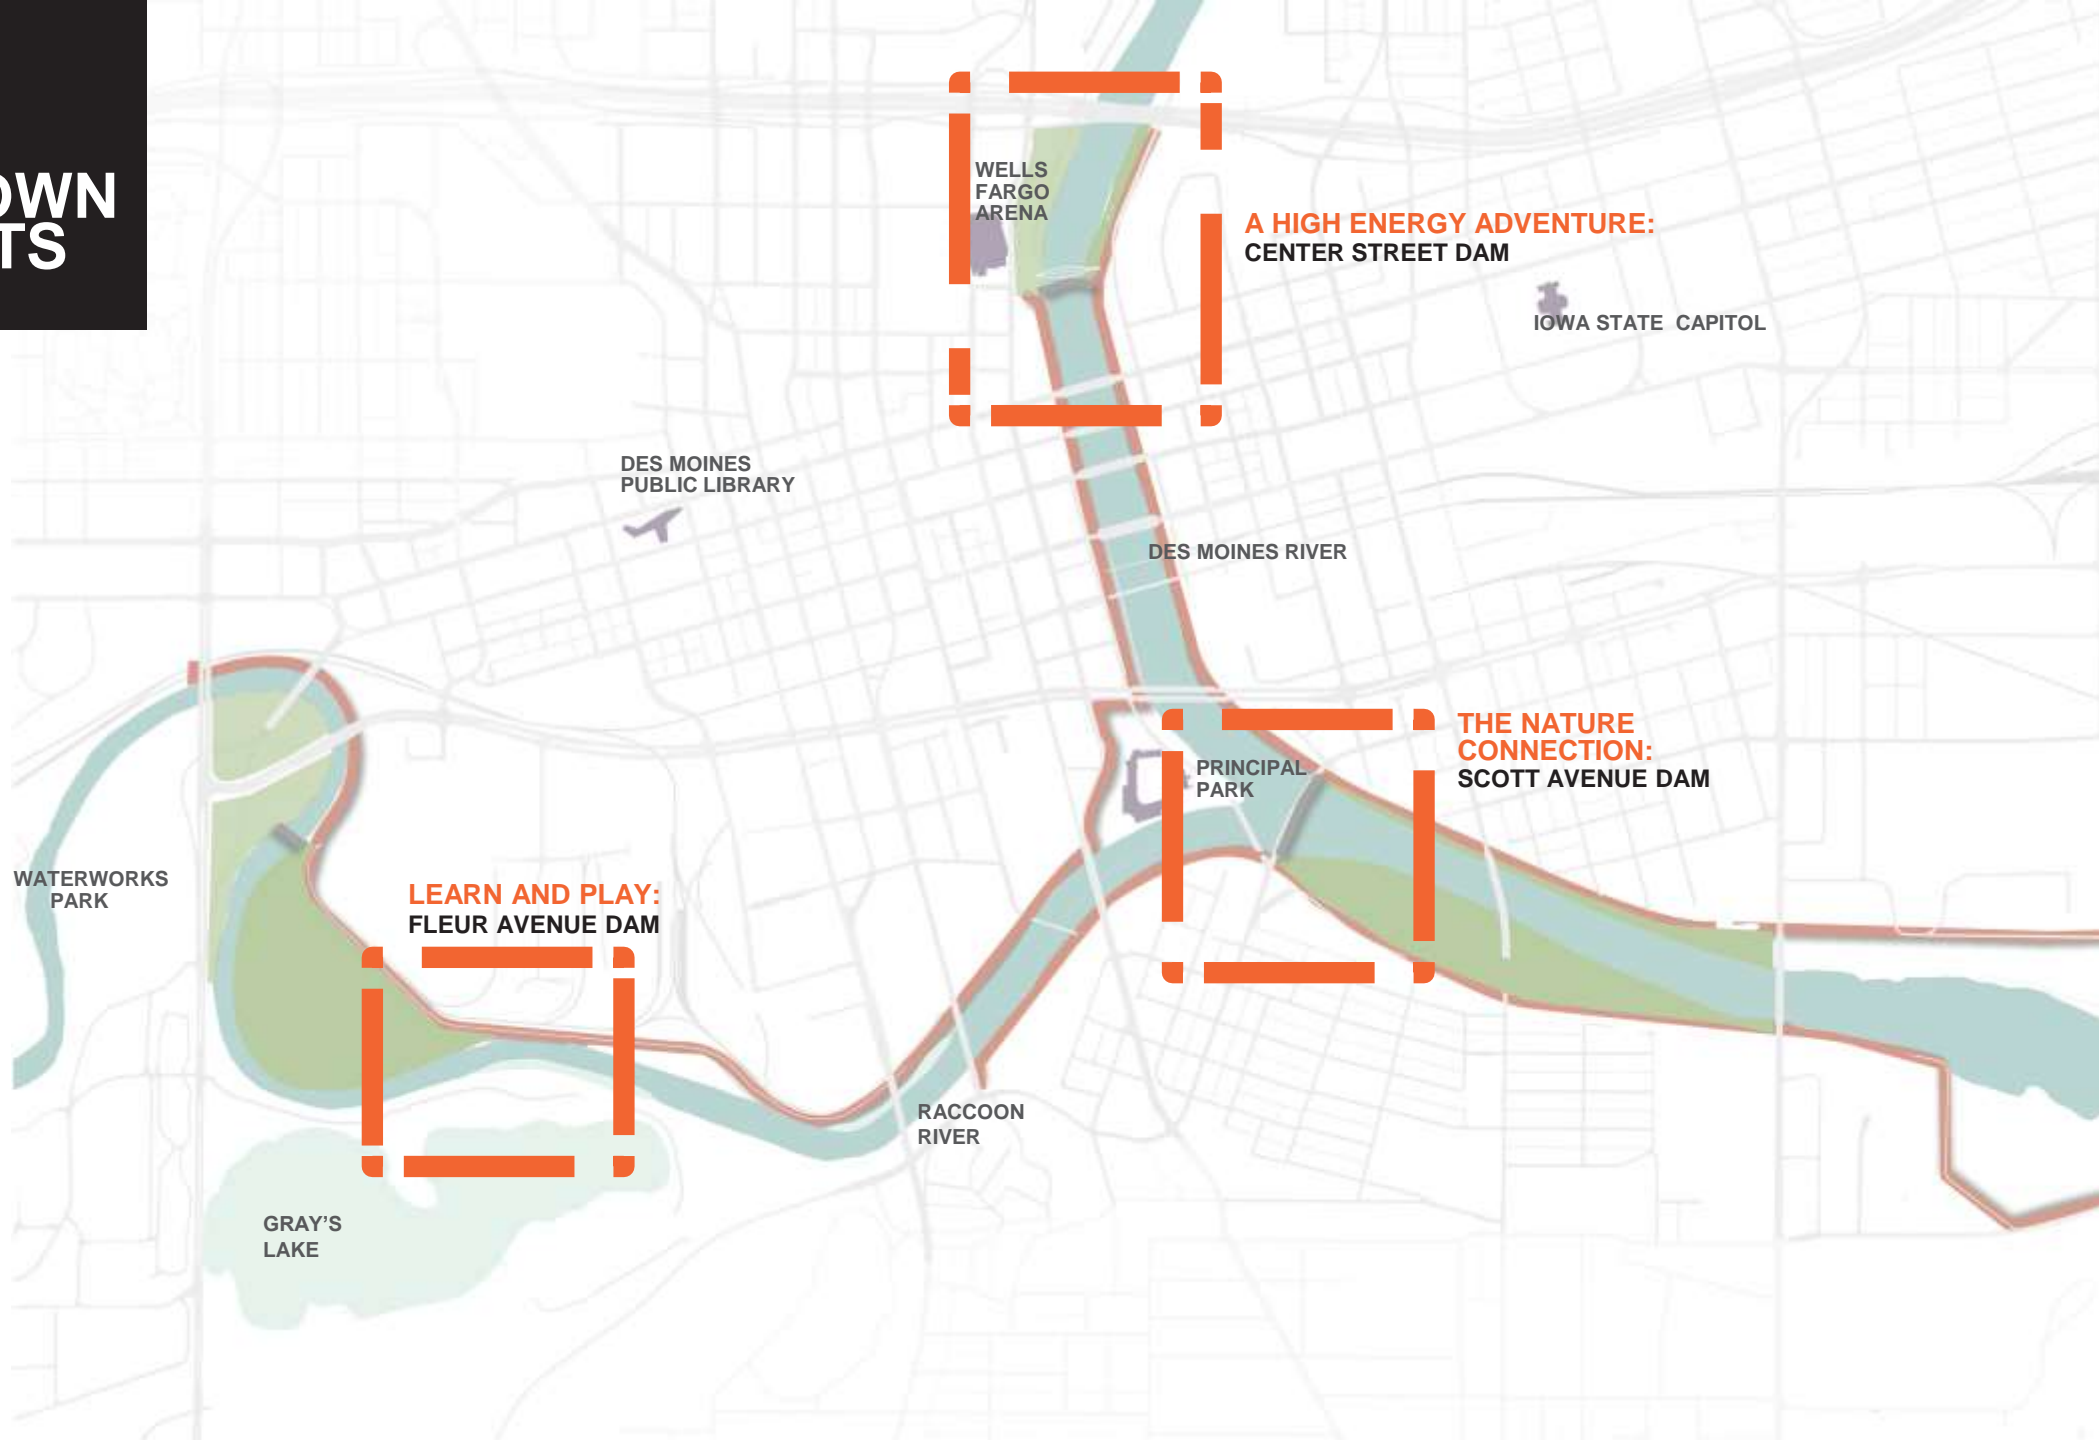 OWN
TS
WELLS
FARGO
ARENA
A HIGH ENERGY ADVENTURE:
CENTER STREET DAM
IOWA STATE CAPITOL
DES MOINES
PUBLIC LIBRARY
DES MOINES RIVER
THE NATURE
CONNECTION:
SCOTT AVENUE DAM
PRINCIPAL
PARK
WATERWORKS
PARK
LEARN AND PLAY:
FLEUR AVENUE DAM
RACCOON
RIVER
GRAY'S
LAKE